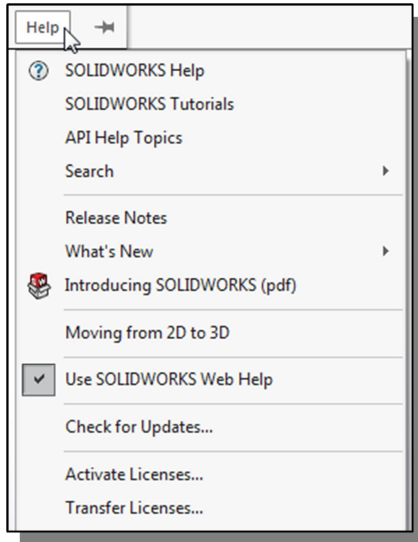 Help
SOLIDWORKS Help
SOLIDWORKS Tutorials
API Help Topics
Search
Release Notes
What's New
Introducing SOLIDWORKS (pdf)
Moving from 2D to 3D
Use SOLIDWORKS Web Help
Check for Updates...
Activate Licenses...
Transfer Licenses...